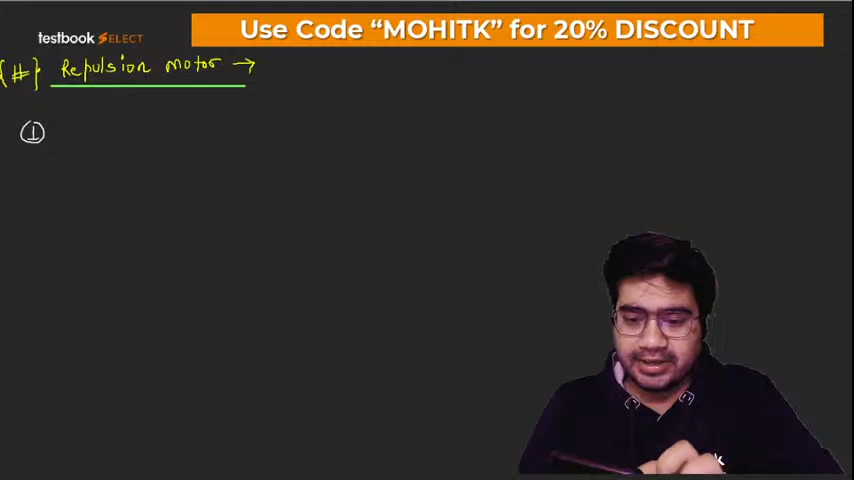 Use Code “MOHITK” for 20% DISCOUNT
testbook SELECT
{#} Repulsion motor →
①